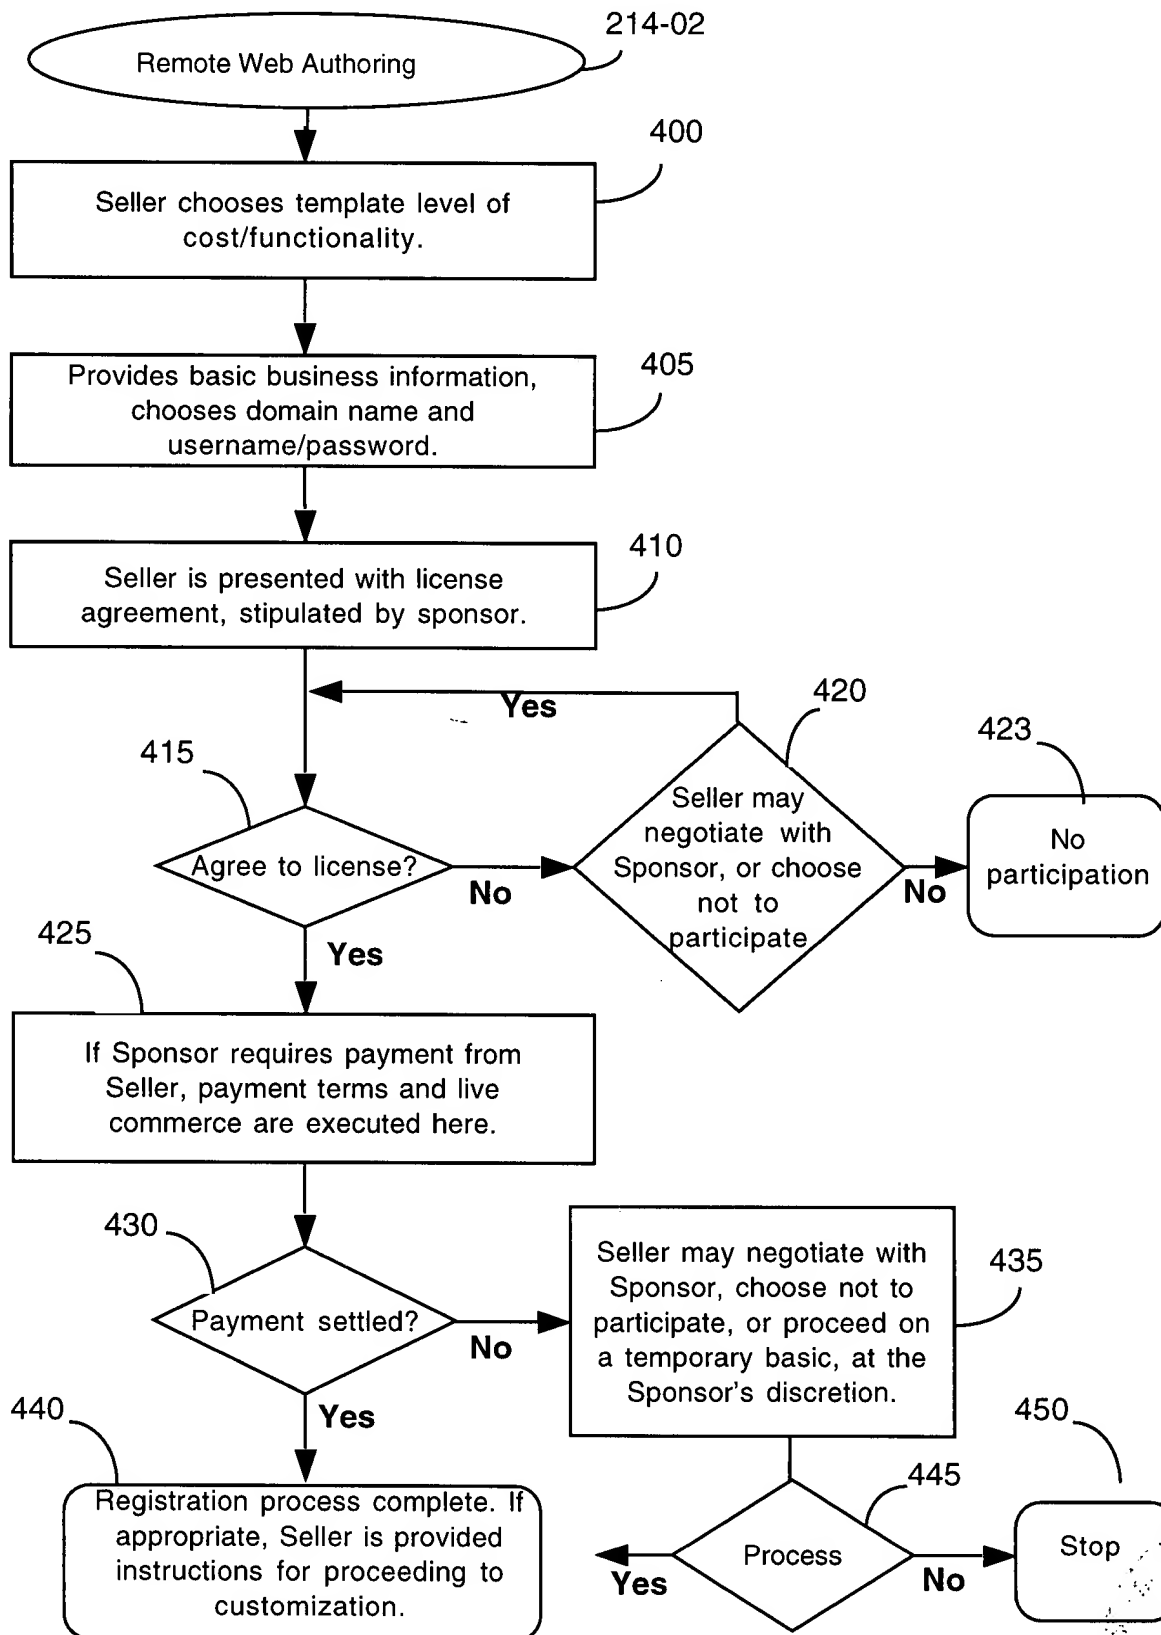 214-02
Remote Web Authoring
400
Seller chooses template level of
cost/functionality.
405
Provides basic business information,
chooses domain name and
username/password.
410
Seller is presented with license
agreement, stipulated by sponsor.
Yes
420
415
423
Agree to license?
No
Seller may
negotiate with
Sponsor, or choose
not to
participate
No
No
participation
425
Yes
If Sponsor requires payment from
Seller, payment terms and live
commerce are executed here.
430
Payment settled?
No
Seller may negotiate with
Sponsor, choose not to
participate, or proceed on
a temporary basic, at the
Sponsor's discretion.
435
440
Yes
Registration process complete. If
appropriate, Seller is provided
instructions for proceeding to
customization.
445
Process
Yes
No
450
Stop